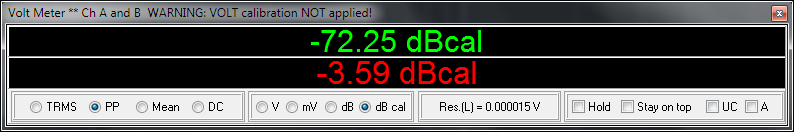 Volt Meter ** Ch A and B  WARNING: VOLT calibration NOT applied!
-72.25 dBcal
-3.59 dBcal
TRMS PP Mean DC V mV dB dB cal Res.(L) = 0.000015 V Hold Stay on top UC A